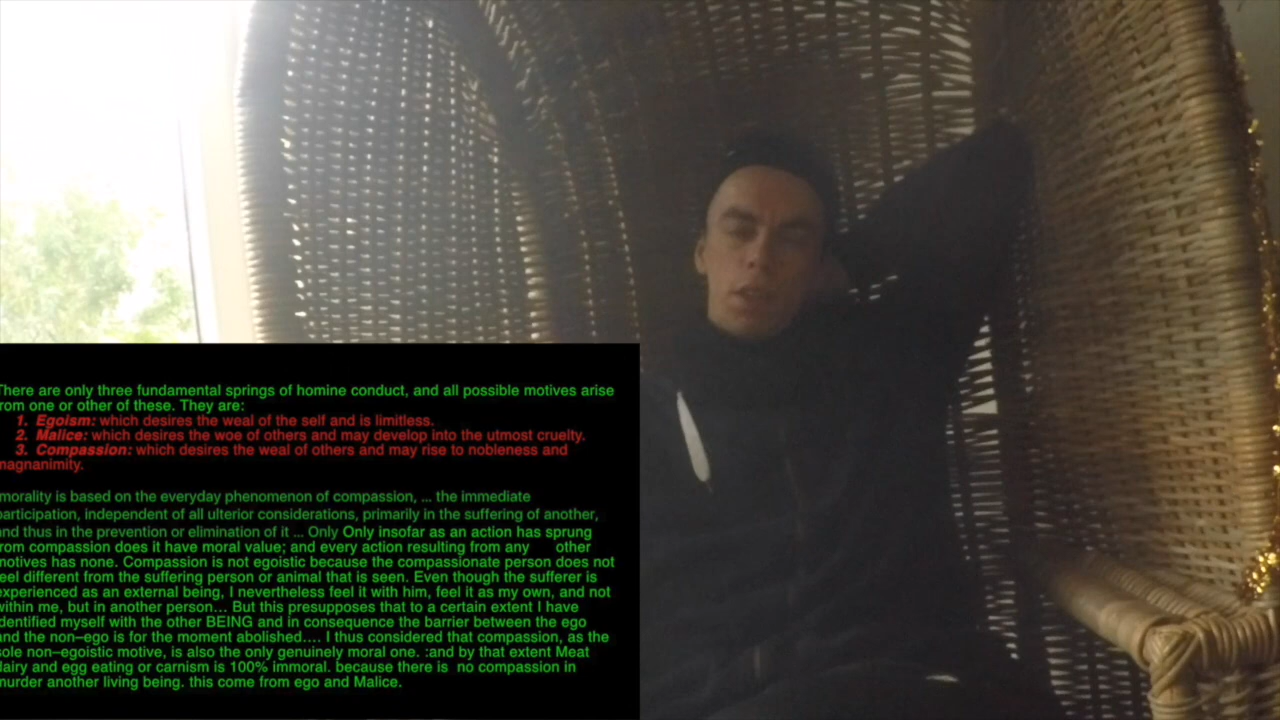 There are only three fundamental springs of homine conduct, and all possible motives arise
from one or other of these. They are:
1. Egoism: which desires the weal of the self and is limitless.
2. Malice: which desires the woe of others and may develop into the utmost cruelty.
3. Compassion: which desires the weal of others and may rise to nobleness and
magnanimity.
morality is based on the everyday phenomenon of compassion, ... the immediate
participation, independent of all ulterior considerations, primarily in the suffering of another,
and thus in the prevention or elimination of it ... Only Only insofar as an action has sprung
from compassion does it have moral value; and every action resulting from any other
motives has none. Compassion is not egoistic because the compassionate person does not
feel different from the suffering person or animal that is seen. Even though the sufferer is
experienced as an external being, I nevertheless feel it with him, feel it as my own, and not
within me, but in another person... But this presupposes that to a certain extent I have
identified myself with the other BEING and in consequence the barrier between the ego
and the non–ego is for the moment abolished.... I thus considered that compassion, as the
sole non–egoistic motive, is also the only genuinely moral one. :and by that extent Meat
dairy and egg eating or carnism is 100% immoral. because there is no compassion in
murder another living being. this come from ego and Malice.